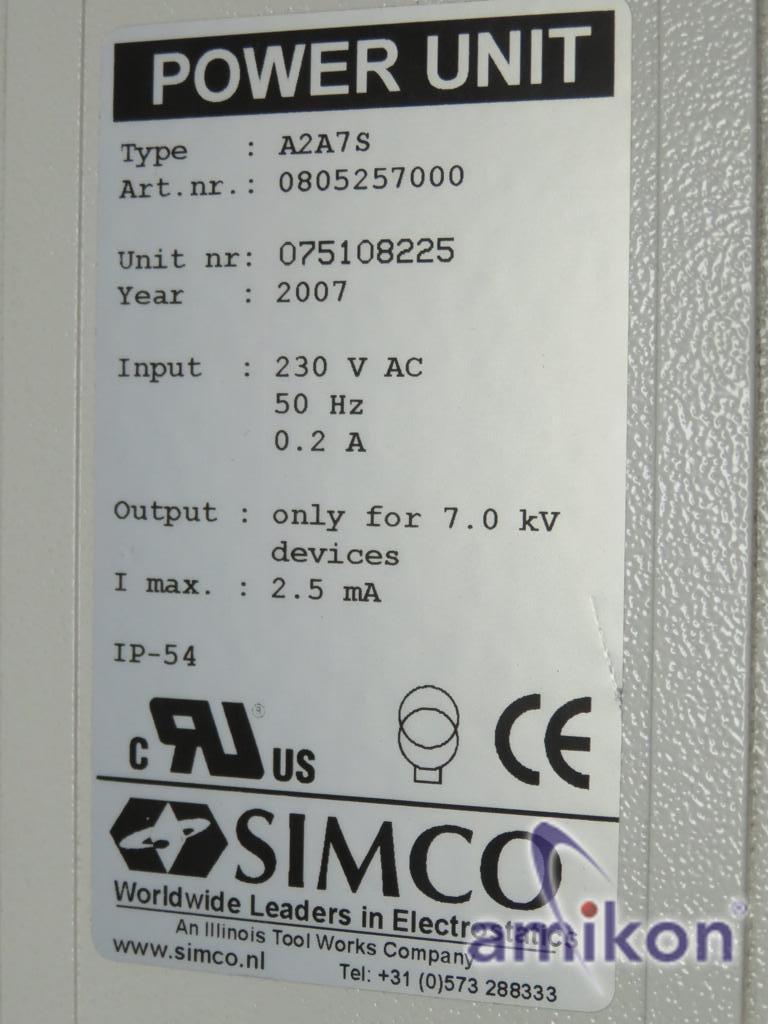 POWER UNIT
Type : A2A7S
Art.nr.: 0805257000
Unit nr: 075108225
Year : 2007
Input : 230 V AC
50 Hz
0.2 A
Output : only for 7.0 kV
devices
I max. : 2.5 mA
IP-54
C RU ® US
CE
SIMCO
Worldwide Leaders in Electrostatics
An Illinois Tool Works Company
www.simco.nl
Tel: +31 (0)573 288333
amikon